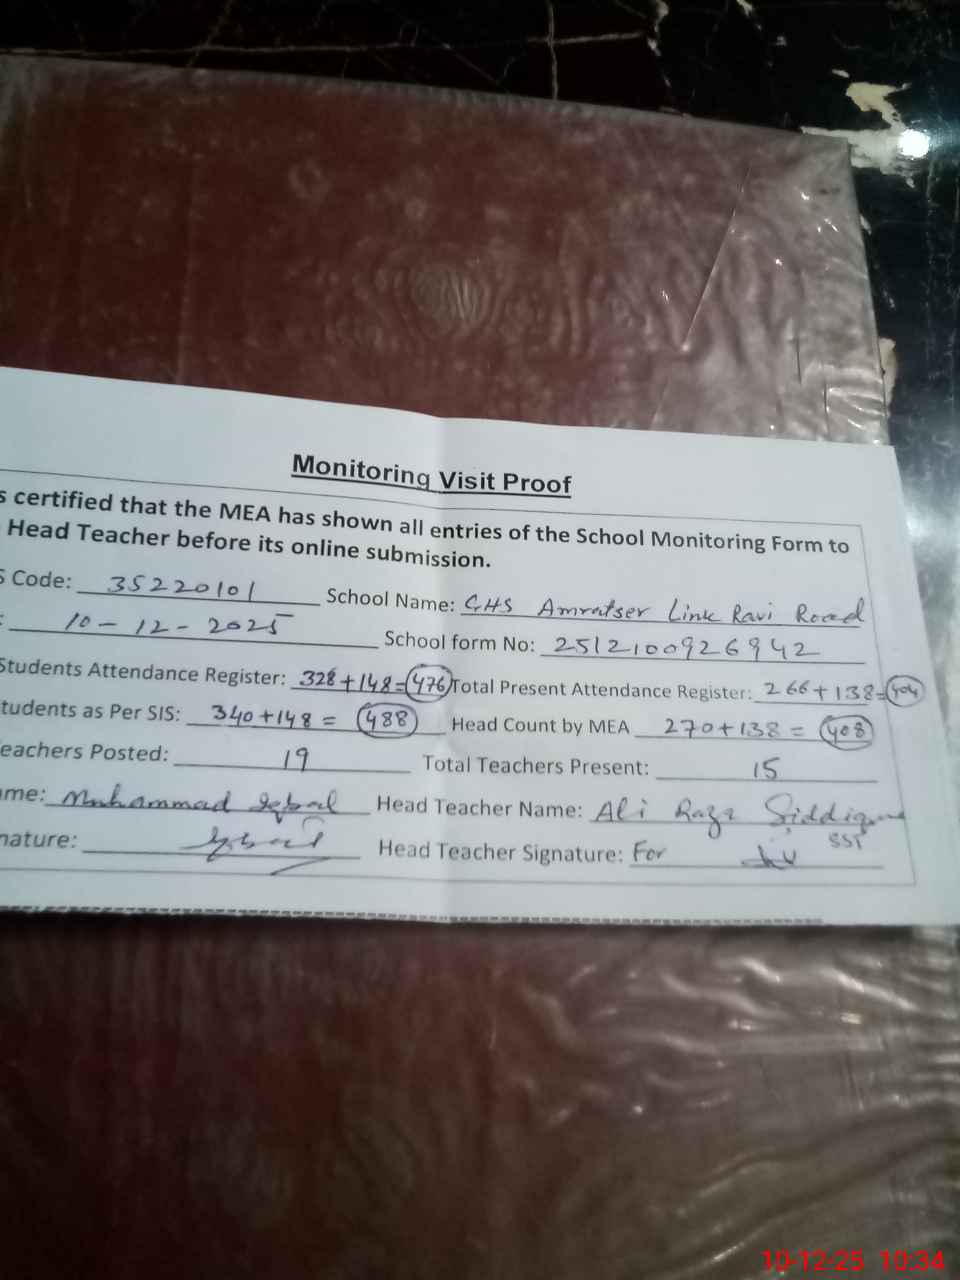 Monitoring Visit Proof
s certified that the MEA has shown all entries of the School Monitoring Form to
Head Teacher before its online submission.
S Code: 35220101 School Name: GHS Amratser Link Ravi Road
: 10-12-2025 School form No: 2512100926942
Students Attendance Register: 328+148=476 Total Present Attendance Register: 266+138=404
tudents as Per SIS: 340+148=488 Head Count by MEA 270+138=408
eachers Posted: 19 Total Teachers Present: 15
me: Muhammad Iqbal Head Teacher Name: Ali Raza Siddiqui
SST
nature: Iqbal Head Teacher Signature: For
10-12-25 10:34